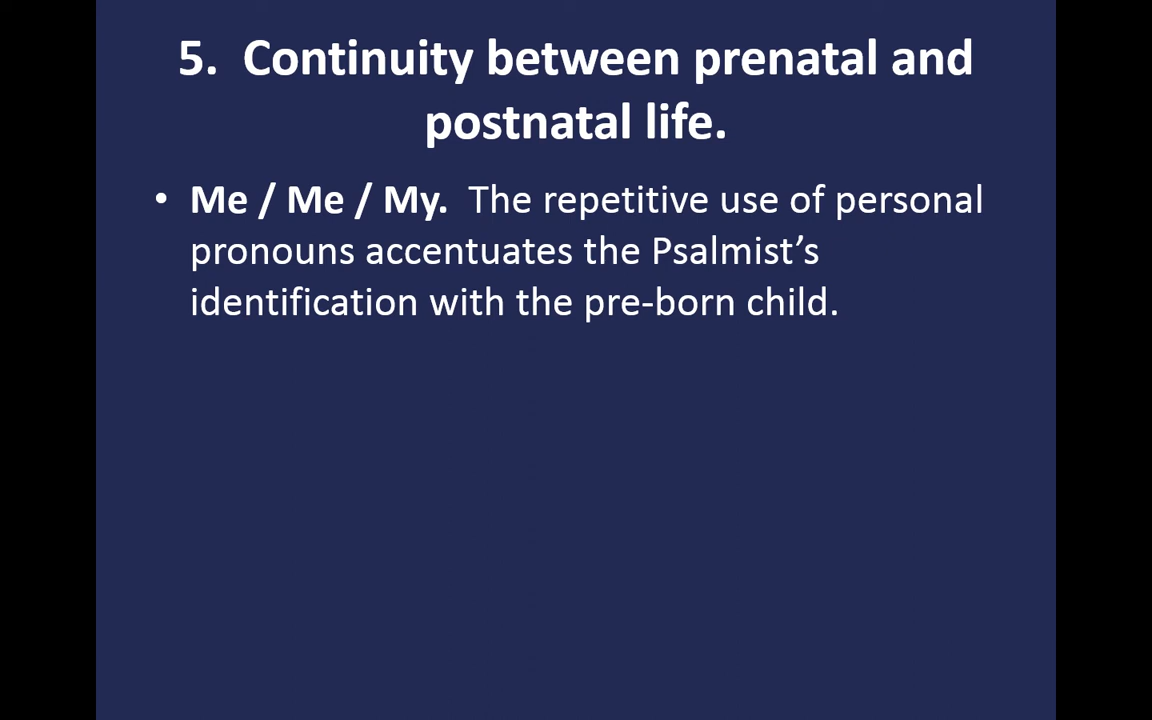 5.  Continuity between prenatal and
postnatal life.
• Me / Me / My.  The repetitive use of personal
pronouns accentuates the Psalmist’s
identification with the pre-born child.